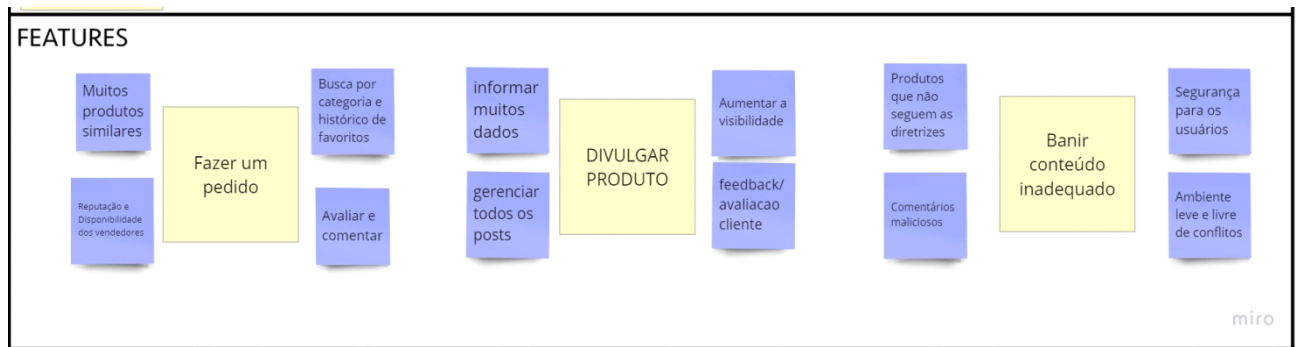 FEATURES
Muitos
produtos
similares
Reputação e
Disponibilidade
dos vendedores
Fazer um
pedido
Busca por
categoria e
histórico de
favoritos
Avaliar e
comentar
informar
muitos
dados
gerenciar
todos os
posts
DIVULGAR
PRODUTO
Aumentar a
visibilidade
feedback/
avaliacao
cliente
Produtos
que não
seguem as
diretrizes
Comentários
maliciosos
Banir
conteúdo
inadequado
Segurança
para os
usuários
Ambiente
leve e livre
de conflitos
miro